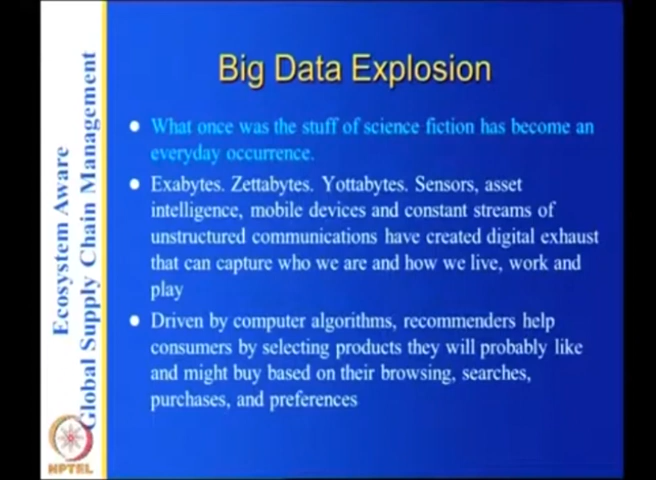 Big Data Explosion
What once was the stuff of science fiction has become an
everyday occurrence.
Exabytes. Zettabytes. Yottabytes. Sensors, asset
intelligence, mobile devices and constant streams of
unstructured communications have created digital exhaust
that can capture who we are and how we live, work and
play
Driven by computer algorithms, recommenders help
consumers by selecting products they will probably like
and might buy based on their browsing, searches,
purchases, and preferences
Ecosystem Aware
Global Supply Chain Management
NPTEL